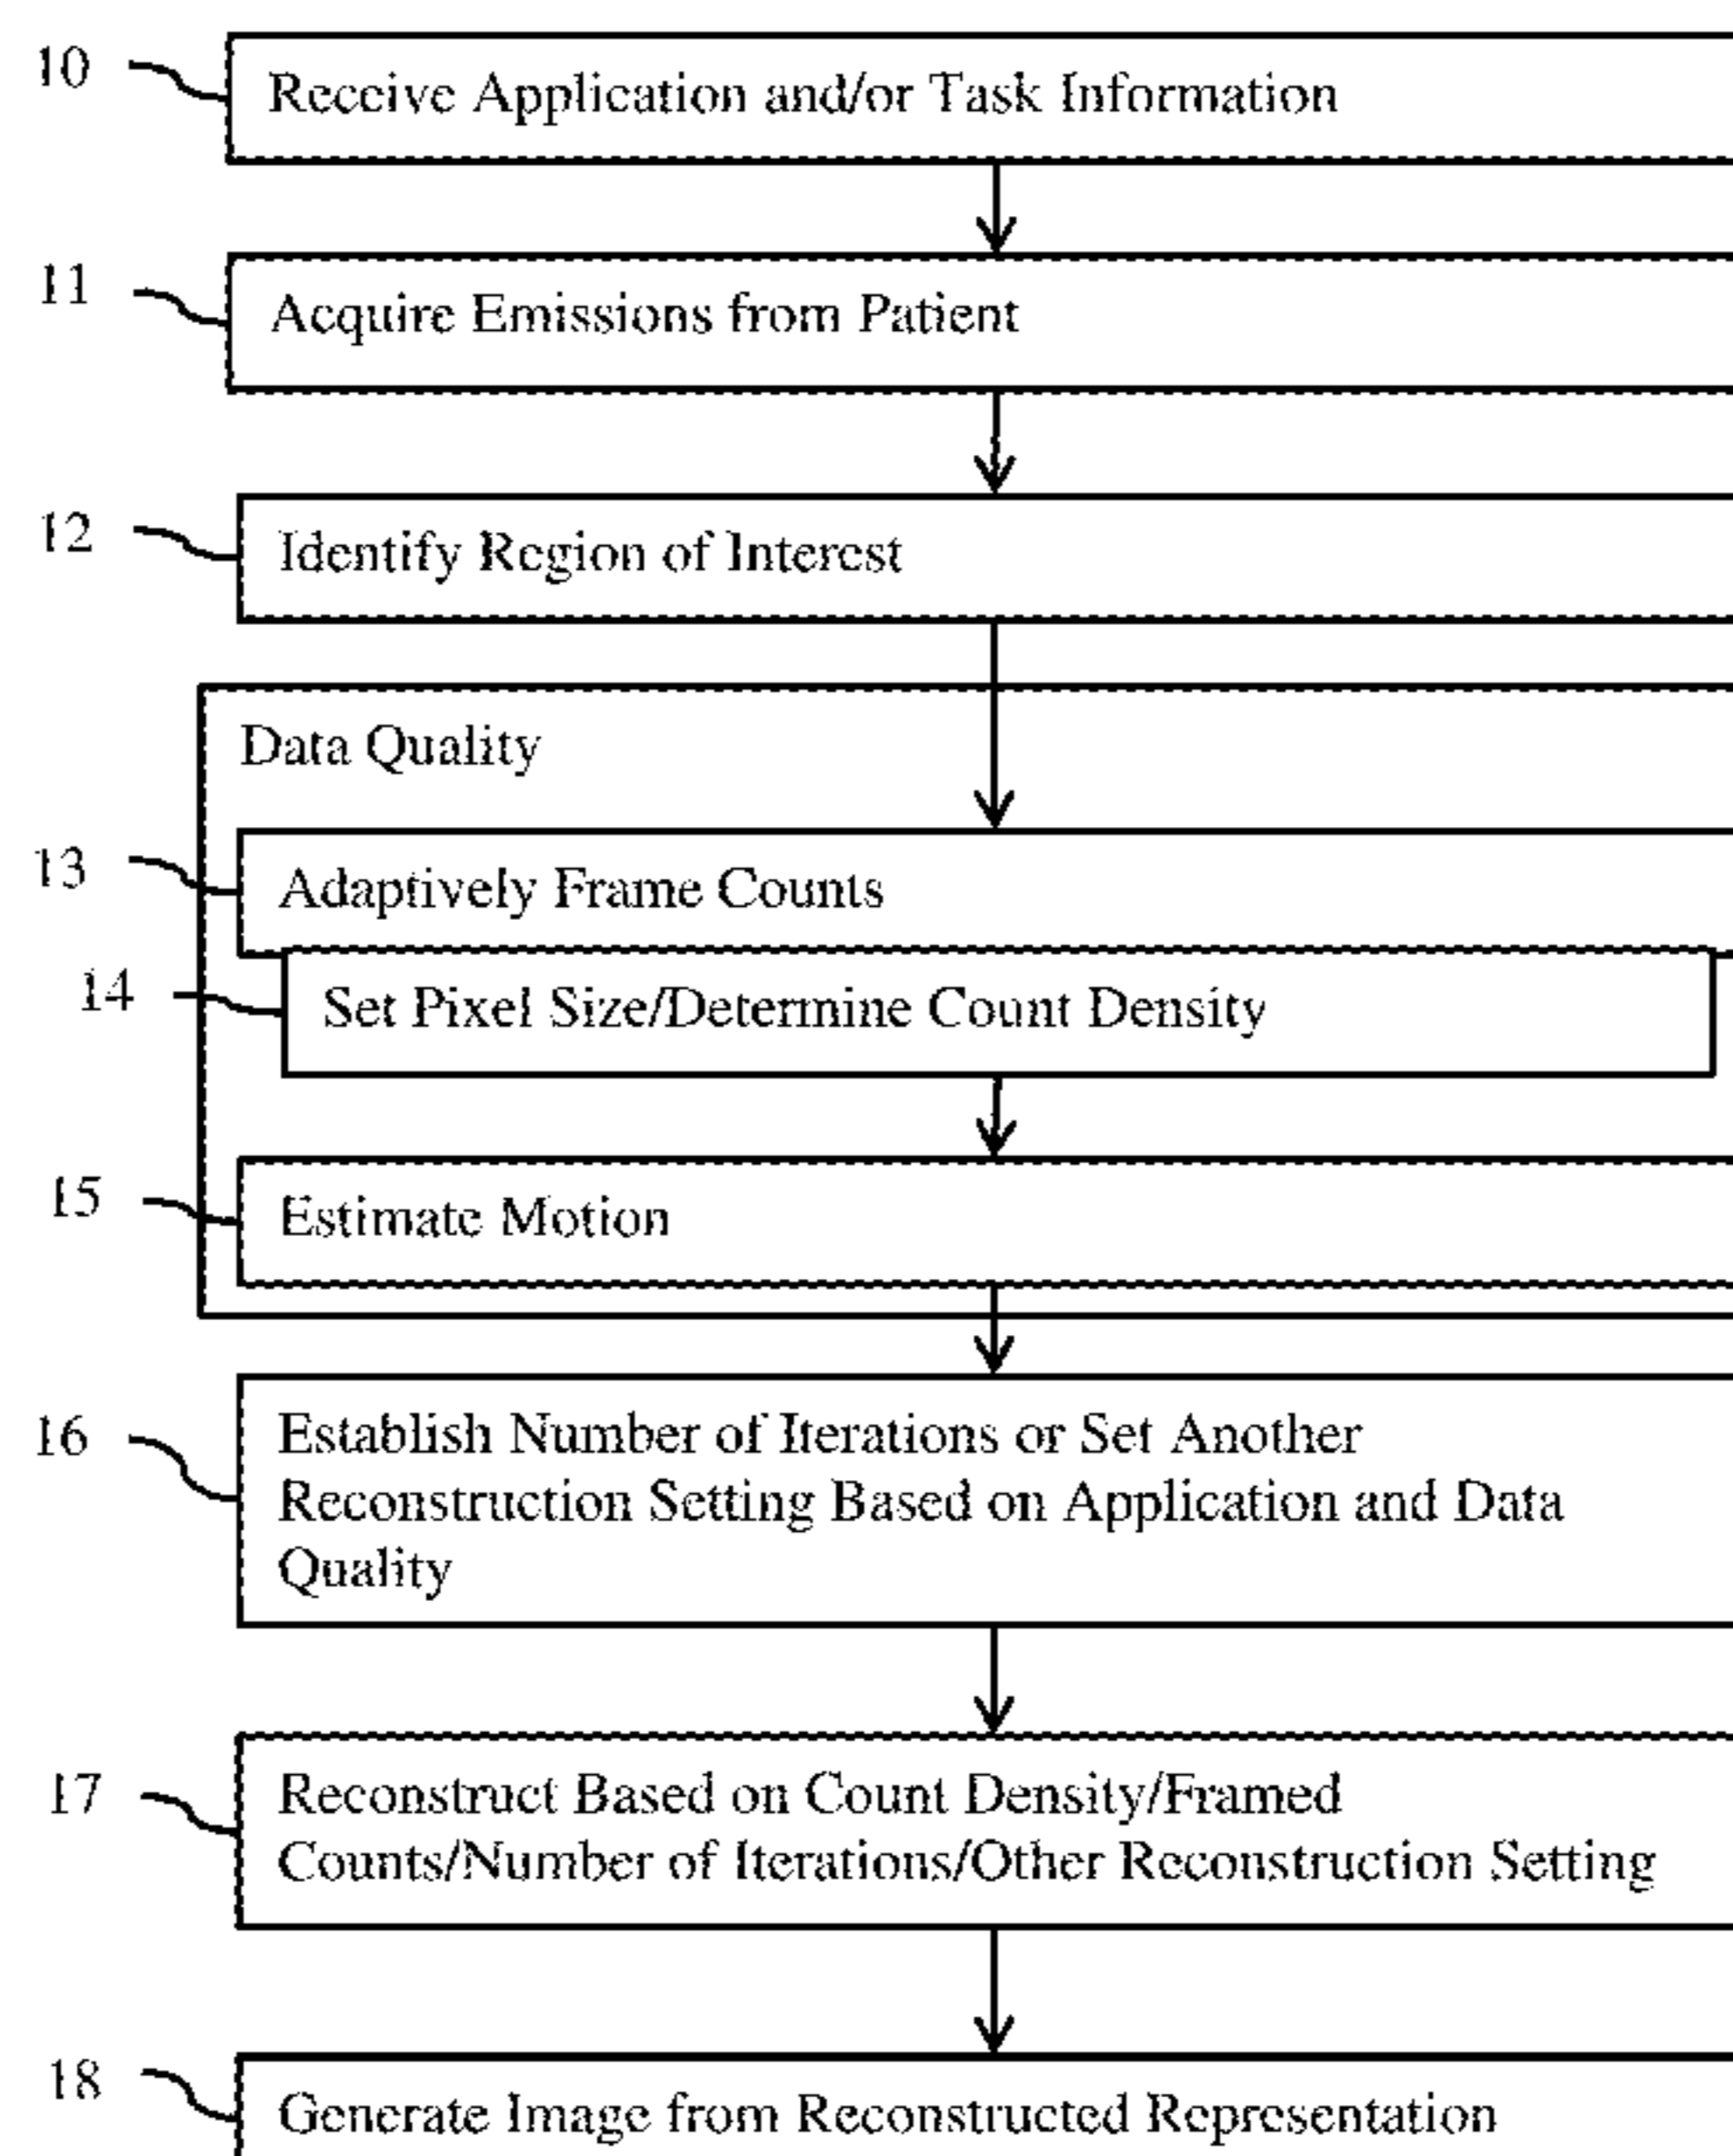 10
Receive Application and/or Task Information
11
Acquire Emissions from Patient
12
Identify Region of Interest
Data Quality
13
Adaptively Frame Counts
14
Set Pixel Size/Determine Count Density
15
Estimate Motion
16
Establish Number of Iterations or Set Another
Reconstruction Setting Based on Application and Data
Quality
17
Reconstruct Based on Count Density/Framed
Counts/Number of Iterations/Other Reconstruction Setting
18
Generate Image from Reconstructed Representation